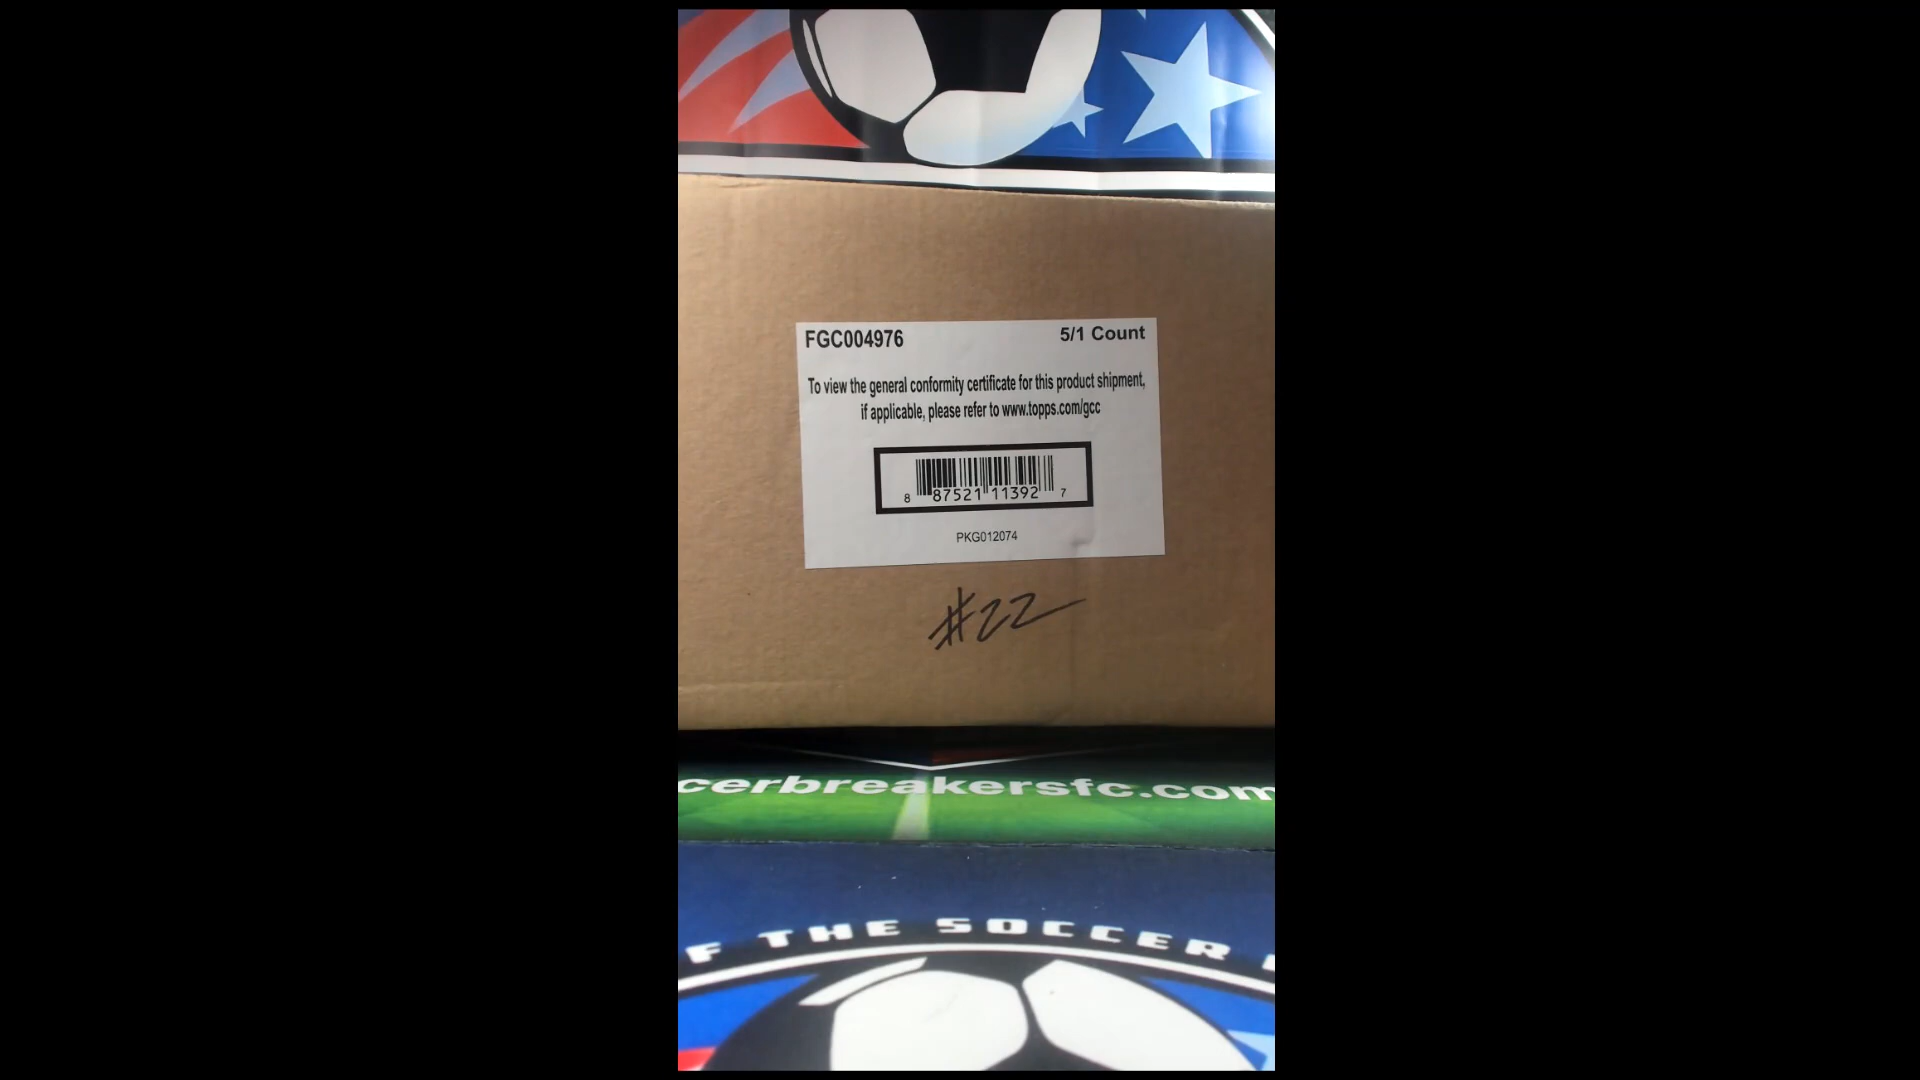 FGC004976 5/1 Count
To view the general conformity certificate for this product shipment,
if applicable, please refer to www.topps.com/gcc
8 87521 11392 7
PKG012074
#22
cerbreakersfc.com
F THE SOCCER